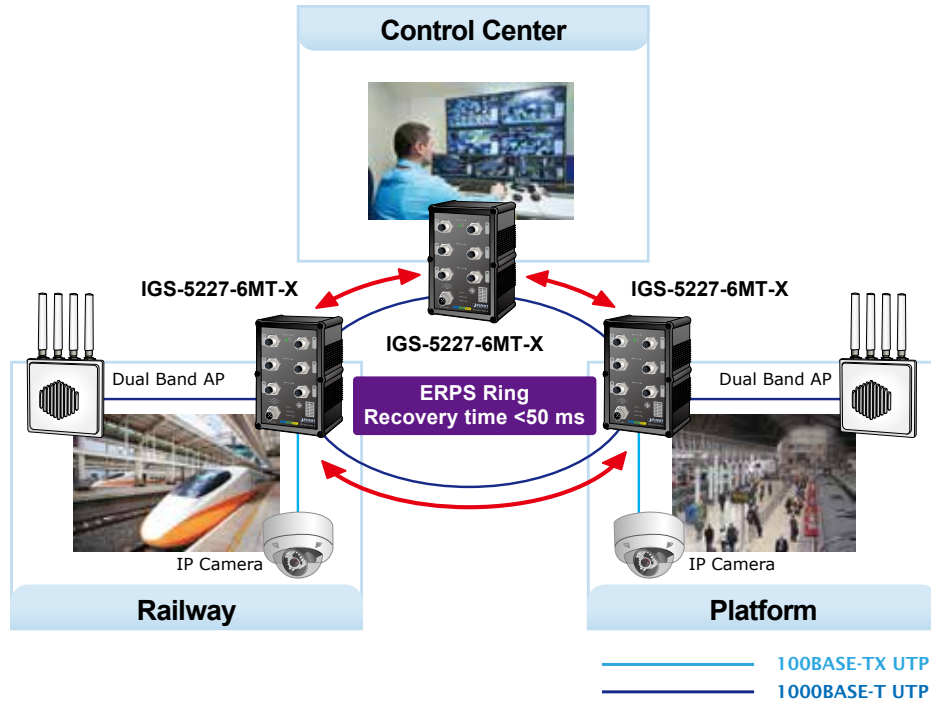 Control Center
IGS-5227-6MT-X
IGS-5227-6MT-X
IGS-5227-6MT-X
Dual Band AP
Dual Band AP
ERPS Ring
Recovery time <50 ms
IP Camera
IP Camera
Railway
Platform
100BASE-TX UTP
1000BASE-T UTP